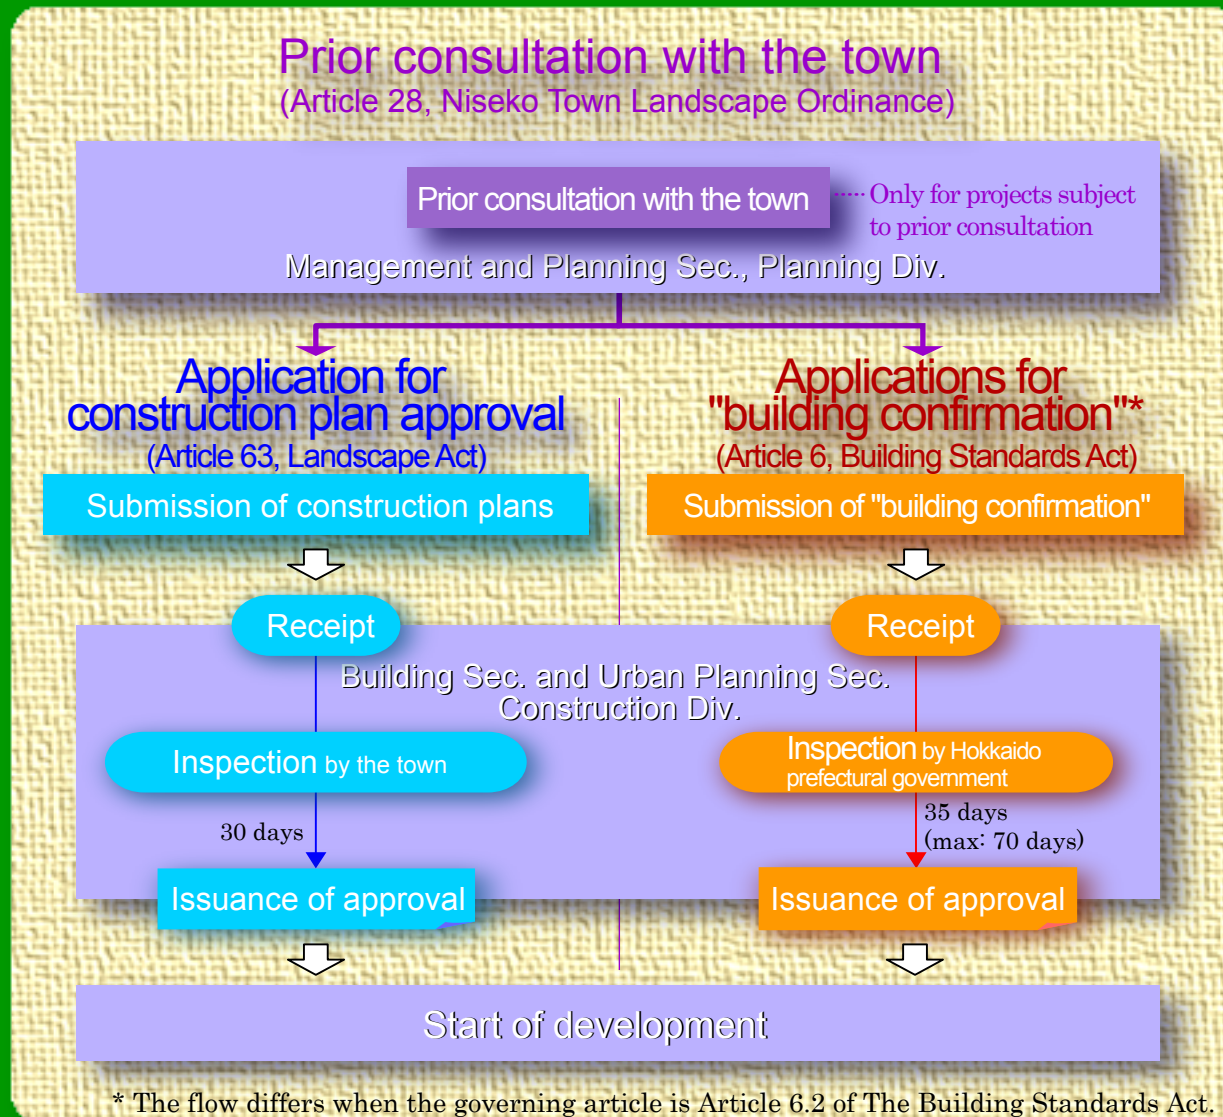 Prior consultation with the town
(Article 28, Niseko Town Landscape Ordinance)
Prior consultation with the town
Only for projects subject
to prior consultation
Management and Planning Sec., Planning Div.
Application for
construction plan approval
(Article 63, Landscape Act)
Submission of construction plans
Applications for
"building confirmation"*
(Article 6, Building Standards Act)
Submission of "building confirmation"
Receipt
Receipt
Building Sec. and Urban Planning Sec.
Construction Div.
Inspection by the town
Inspection by Hokkaido
prefectural government
30 days
35 days
(max: 70 days)
Issuance of approval
Issuance of approval
Start of development
* The flow differs when the governing article is Article 6.2 of The Building Standards Act.